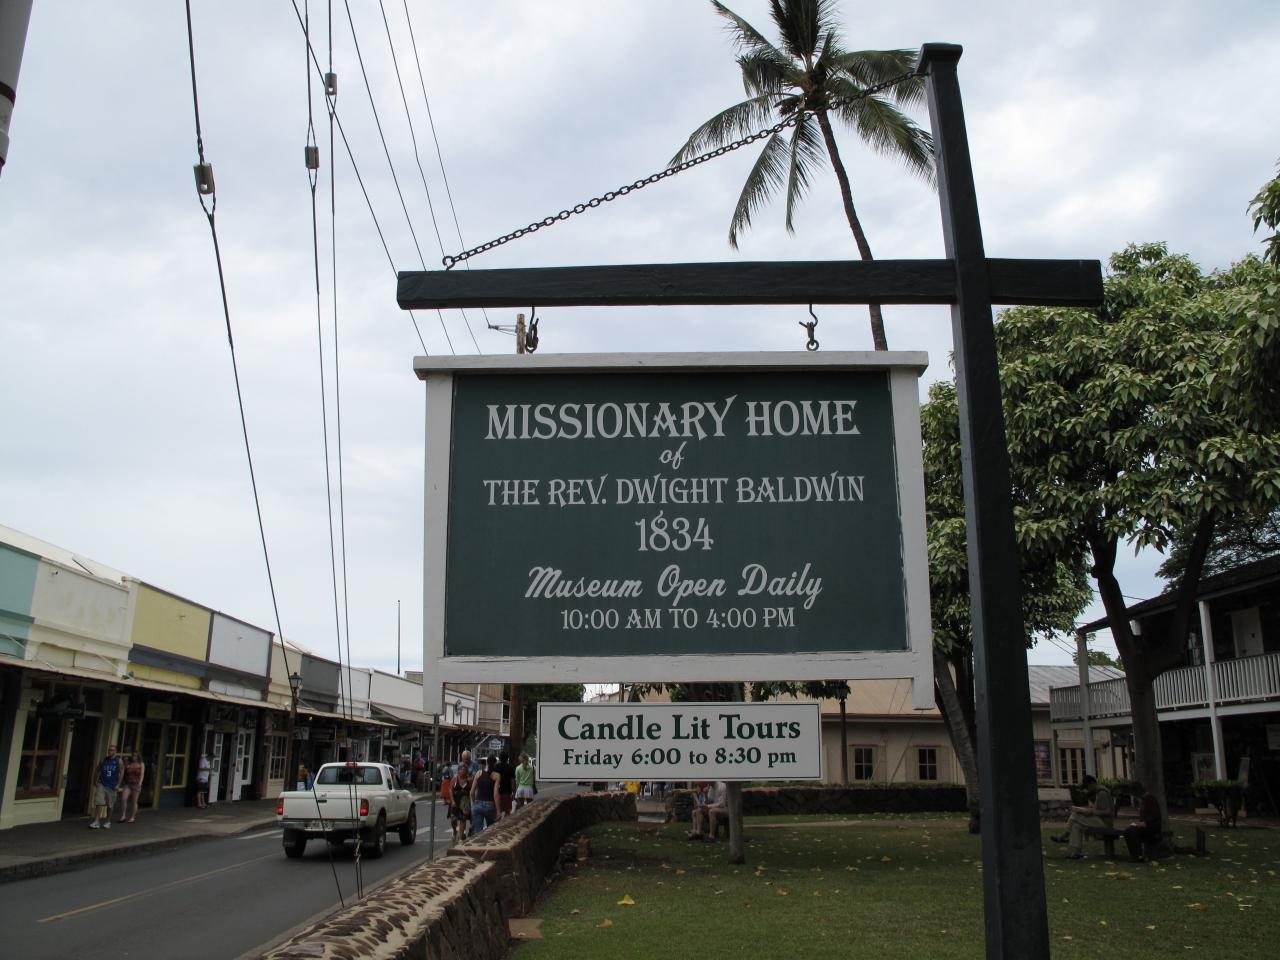 MISSIONARY HOME
of
THE REV. DWIGHT BALDWIN
1834
Museum Open Daily
10:00 AM TO 4:00 PM
Candle Lit Tours
Friday 6:00 to 8:30 pm